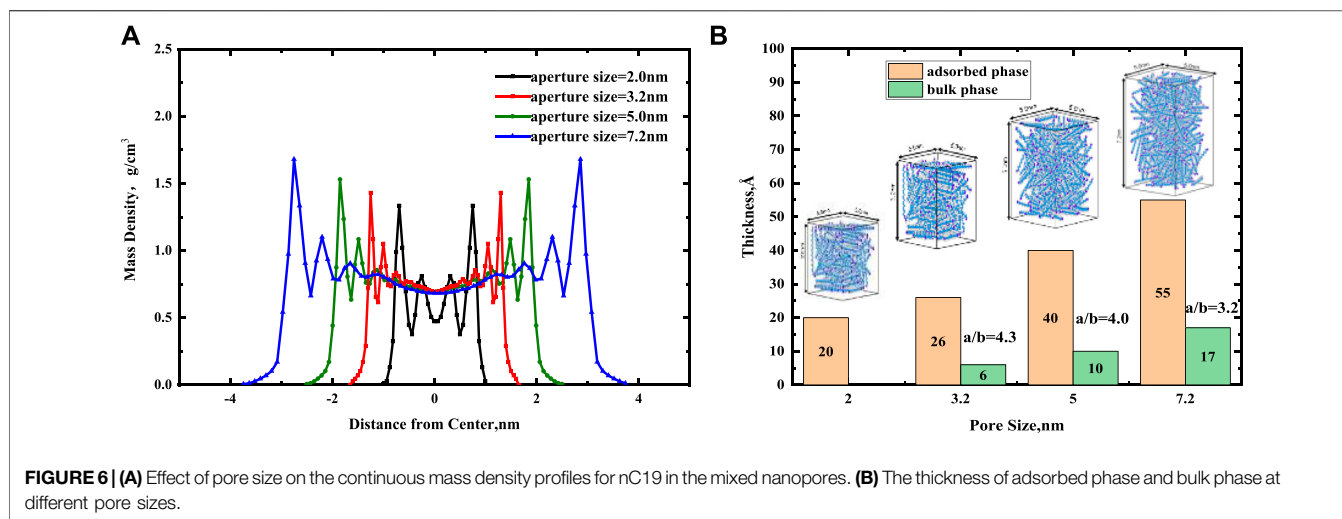 A
2.5
2.0
1.5
1.0
0.5
0.0
Mass Density, g/cm³
aperture size=2.0nm
aperture size=3.2nm
aperture size=5.0nm
aperture size=7.2nm
-4
-2
0
2
4
Distance from Center,nm
B
100
90
80
70
60
50
40
30
20
10
0
Thickness,Å
adsorbed phase
bulk phase
20
26
a/b=4.3
6
40
a/b=4.0
10
55
a/b=3.2
17
2
3.2
5
7.2
Pore Size,nm
FIGURE 6 | (A) Effect of pore size on the continuous mass density profiles for nC19 in the mixed nanopores. (B) The thickness of adsorbed phase and bulk phase at
different pore sizes.